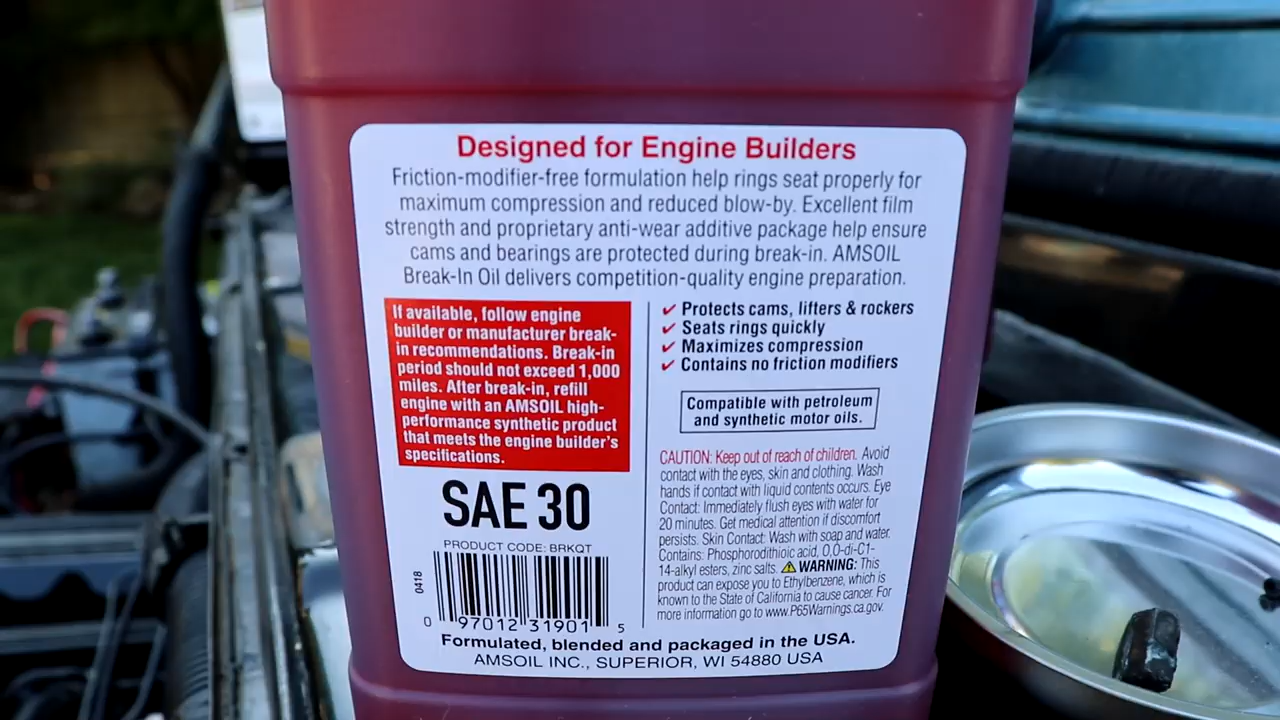 Designed for Engine Builders
Friction-modifier-free formulation help rings seat properly for
maximum compression and reduced blow-by. Excellent film
strength and proprietary anti-wear additive package help ensure
cams and bearings are protected during break-in. AMSOIL
Break-In Oil delivers competition-quality engine preparation.
If available, follow engine
builder or manufacturer break-
in recommendations. Break-in
period should not exceed 1,000
miles. After break-in, refill
engine with an AMSOIL high-
performance synthetic product
that meets the engine builder's
specifications.
SAE 30
PRODUCT CODE: BRKQT
0418
0 97012 31901 5
✓ Protects cams, lifters & rockers
✓ Seats rings quickly
✓ Maximizes compression
✓ Contains no friction modifiers
Compatible with petroleum
and synthetic motor oils.
CAUTION: Keep out of reach of children. Avoid
contact with the eyes, skin and clothing. Wash
hands if contact with liquid contents occurs. Eye
Contact: Immediately flush eyes with water for
20 minutes. Get medical attention if discomfort
persists. Skin Contact: Wash with soap and water.
Contains: Phosphorodithioic acid, O,O-di-C1-
14-alkyl esters, zinc salts. ⚠ WARNING: This
product can expose you to Ethylbenzene, which is
known to the State of California to cause cancer. For
more information go to www.P65Warnings.ca.gov.
Formulated, blended and packaged in the USA.
AMSOIL INC., SUPERIOR, WI 54880 USA